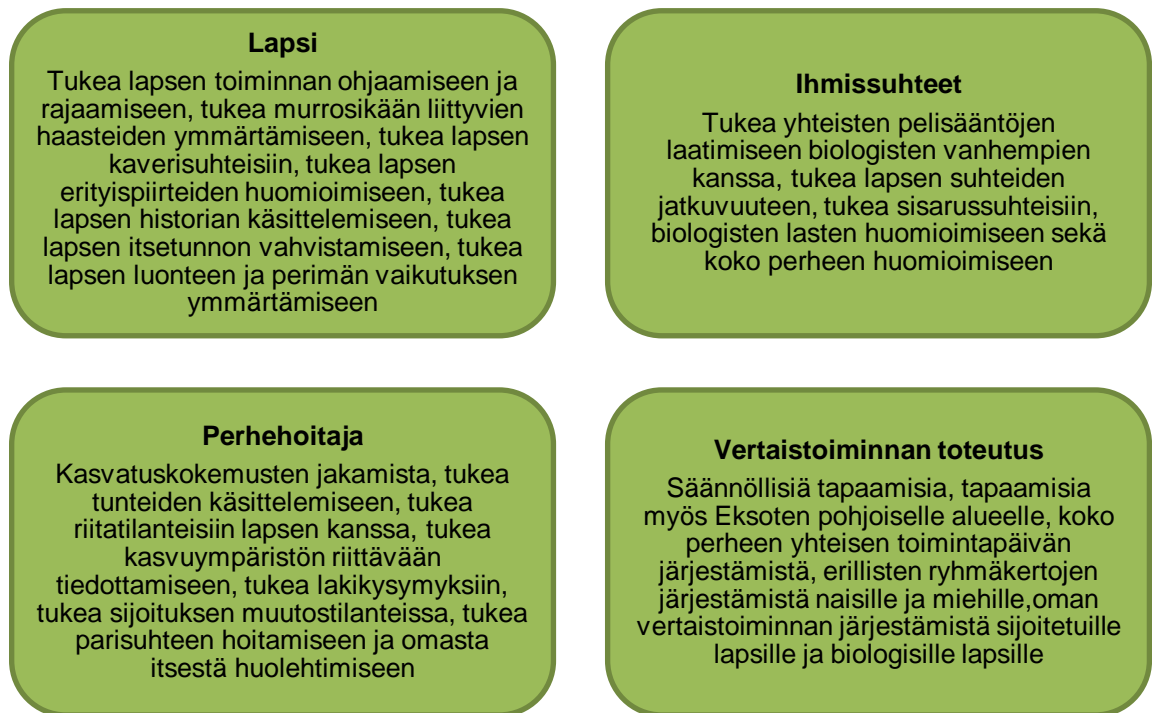 Lapsi
Tukea lapsen toiminnan ohjaamiseen ja
rajaamiseen, tukea murrosikään liittyvien
haasteiden ymmärtämiseen, tukea lapsen
kaverisuhteisiin, tukea lapsen
erityispiirteiden huomioimiseen, tukea
lapsen historian käsittelemiseen, tukea
lapsen itsetunnon vahvistamiseen, tukea
lapsen luonteen ja perimän vaikutuksen
ymmärtämiseen
Ihmissuhteet
Tukea yhteisten pelisääntöjen
laatimiseen biologisten vanhempien
kanssa, tukea lapsen suhteiden
jatkuvuuteen, tukea sisarussuhteisiin,
biologisten lasten huomioimiseen sekä
koko perheen huomioimiseen
Perhehoitaja
Kasvatuskokemusten jakamista, tukea
tunteiden käsittelemiseen, tukea
riitatilanteisiin lapsen kanssa, tukea
kasvuympäristön riittävään
tiedottamiseen, tukea lakikysymyksiin,
tukea sijoituksen muutostilanteissa, tukea
parisuhteen hoitamiseen ja omasta
itsestä huolehtimiseen
Vertaistoiminnan toteutus
Säännöllisiä tapaamisia, tapaamisia
myös Eksoten pohjoiselle alueelle, koko
perheen yhteisen toimintapäivän
järjestämistä, erillisten ryhmäkertojen
järjestämistä naisille ja miehille,oman
vertaistoiminnan järjestämistä sijoitetuille
lapsille ja biologisille lapsille